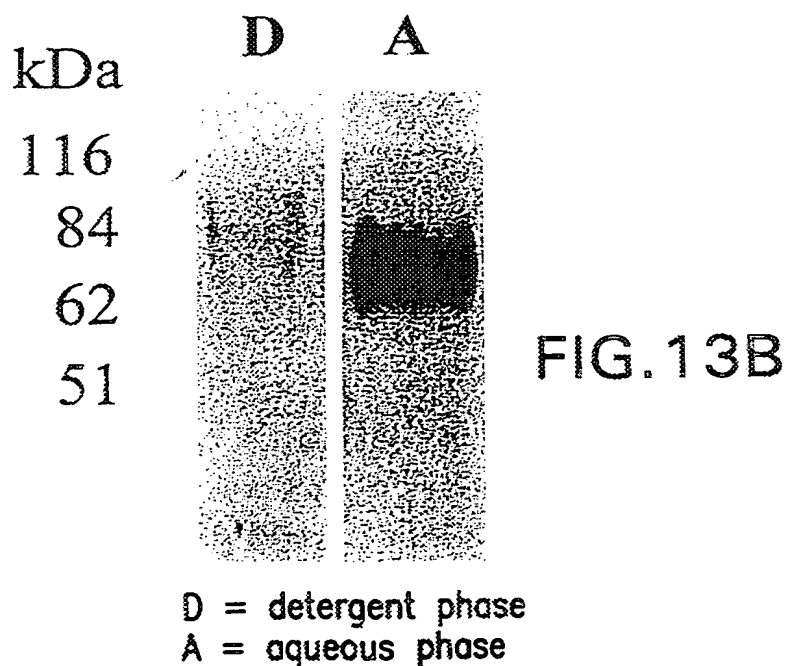 D A
kDa
116
84
62
51
FIG.13B
D = detergent phase
A = aqueous phase